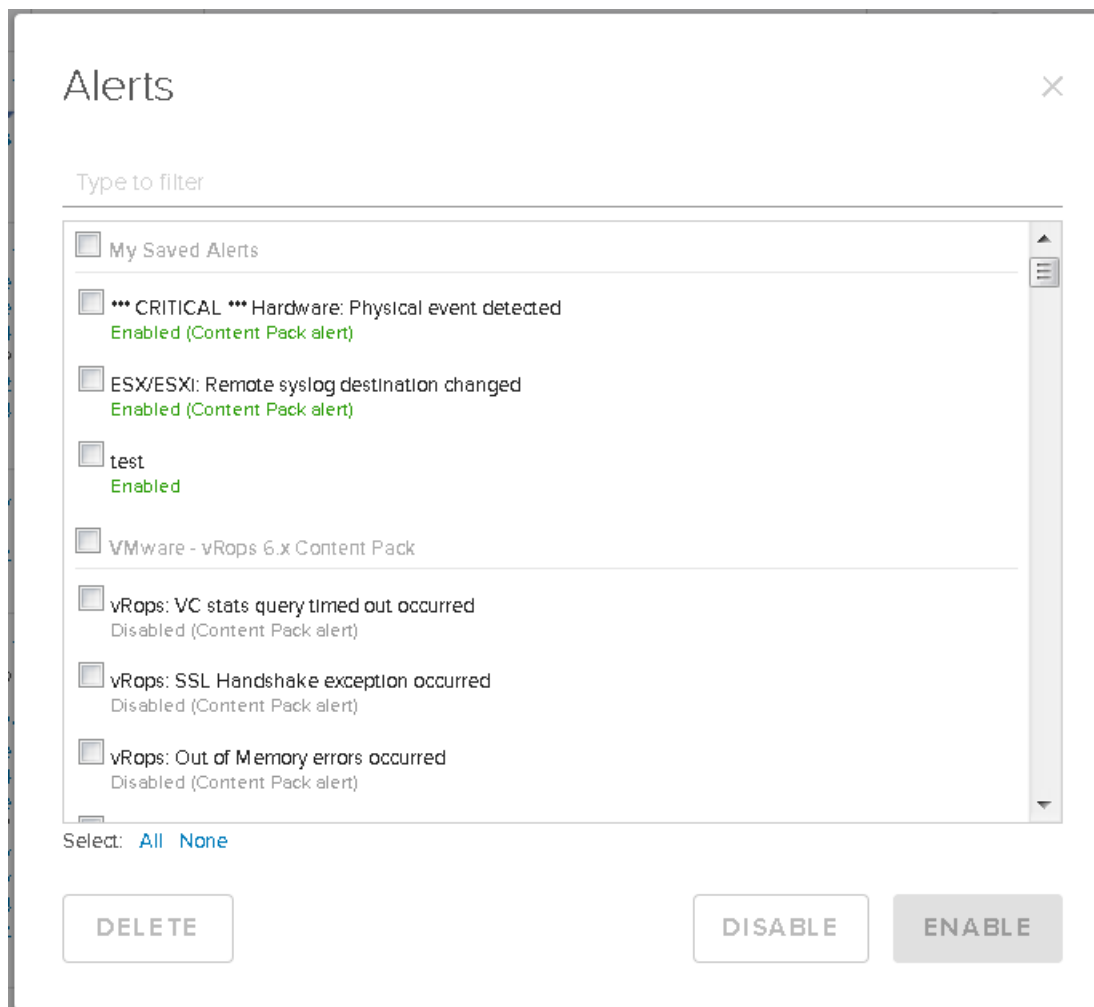 Alerts
Type to filter
My Saved Alerts
*** CRITICAL *** Hardware: Physical event detected
Enabled (Content Pack alert)
ESX/ESXi: Remote syslog destination changed
Enabled (Content Pack alert)
test
Enabled
VMware - vRops 6.x Content Pack
vRops: VC stats query timed out occurred
Disabled (Content Pack alert)
vRops: SSL Handshake exception occurred
Disabled (Content Pack alert)
vRops: Out of Memory errors occurred
Disabled (Content Pack alert)
Select: All None
DELETE DISABLE ENABLE